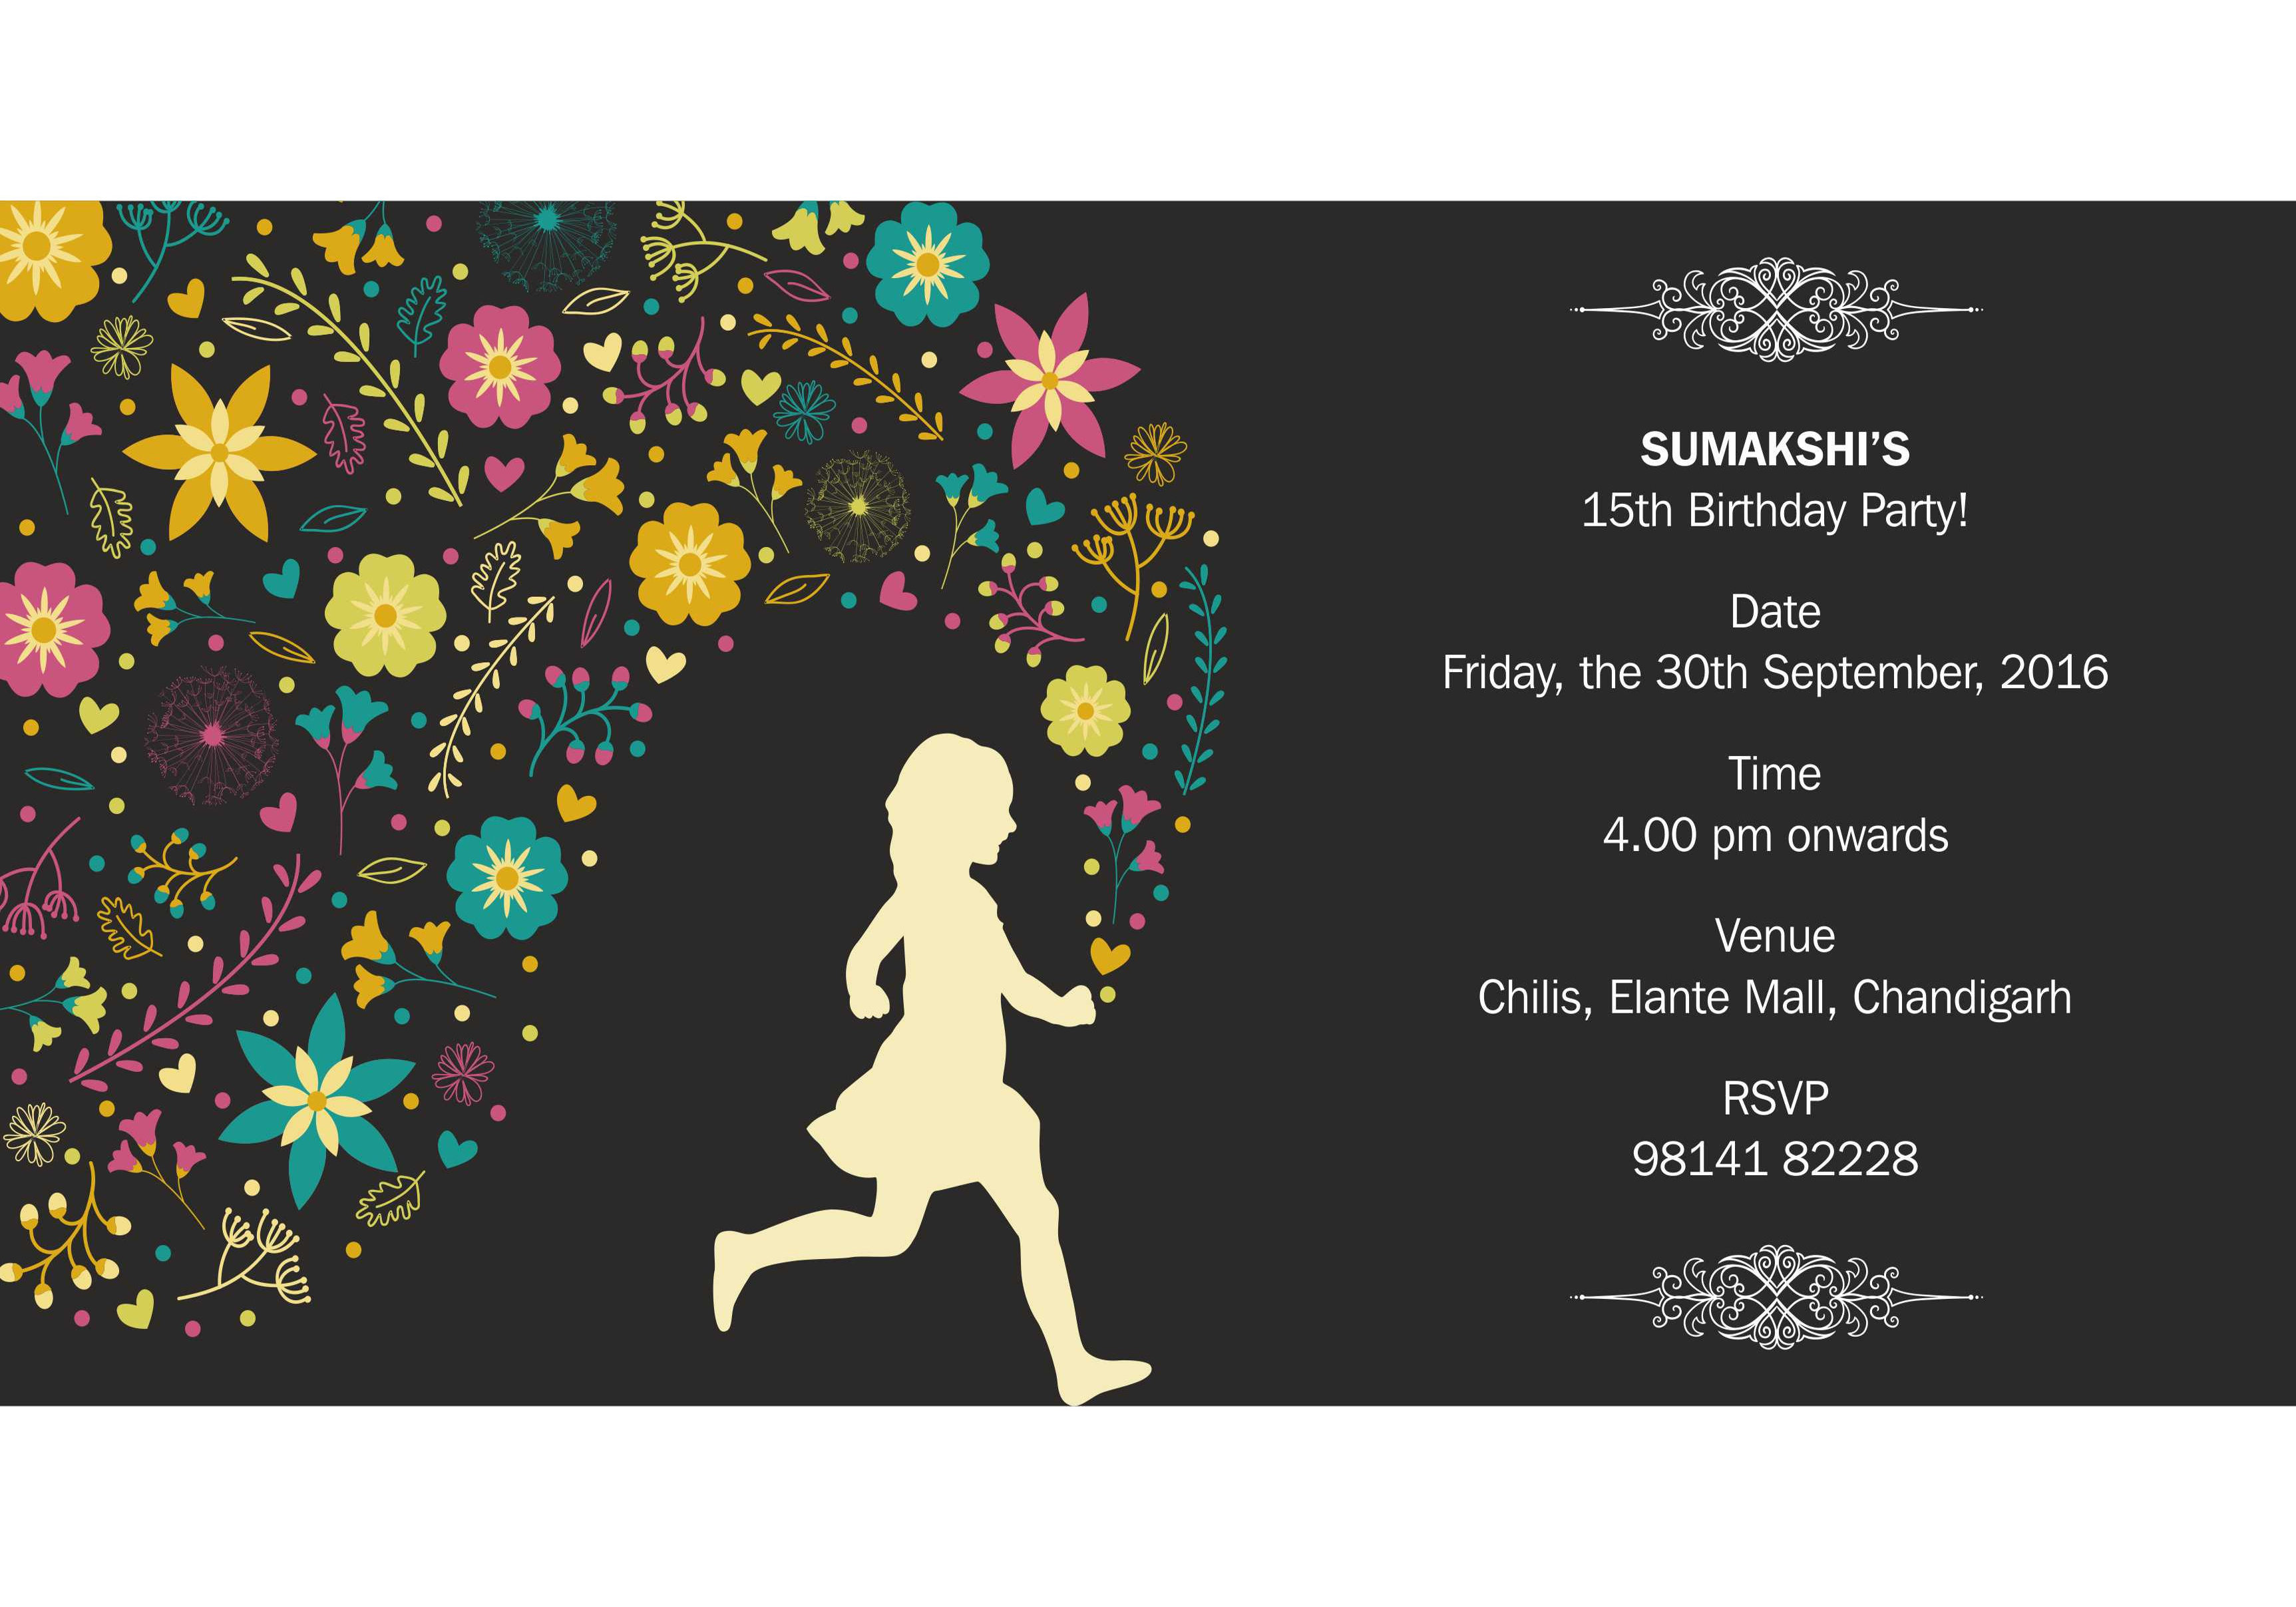 SUMAKSHI’S
15th Birthday Party!
Date
Friday, the 30th September, 2016
Time
4.00 pm onwards
Venue
Chilis, Elante Mall, Chandigarh
RSVP
98141 82228